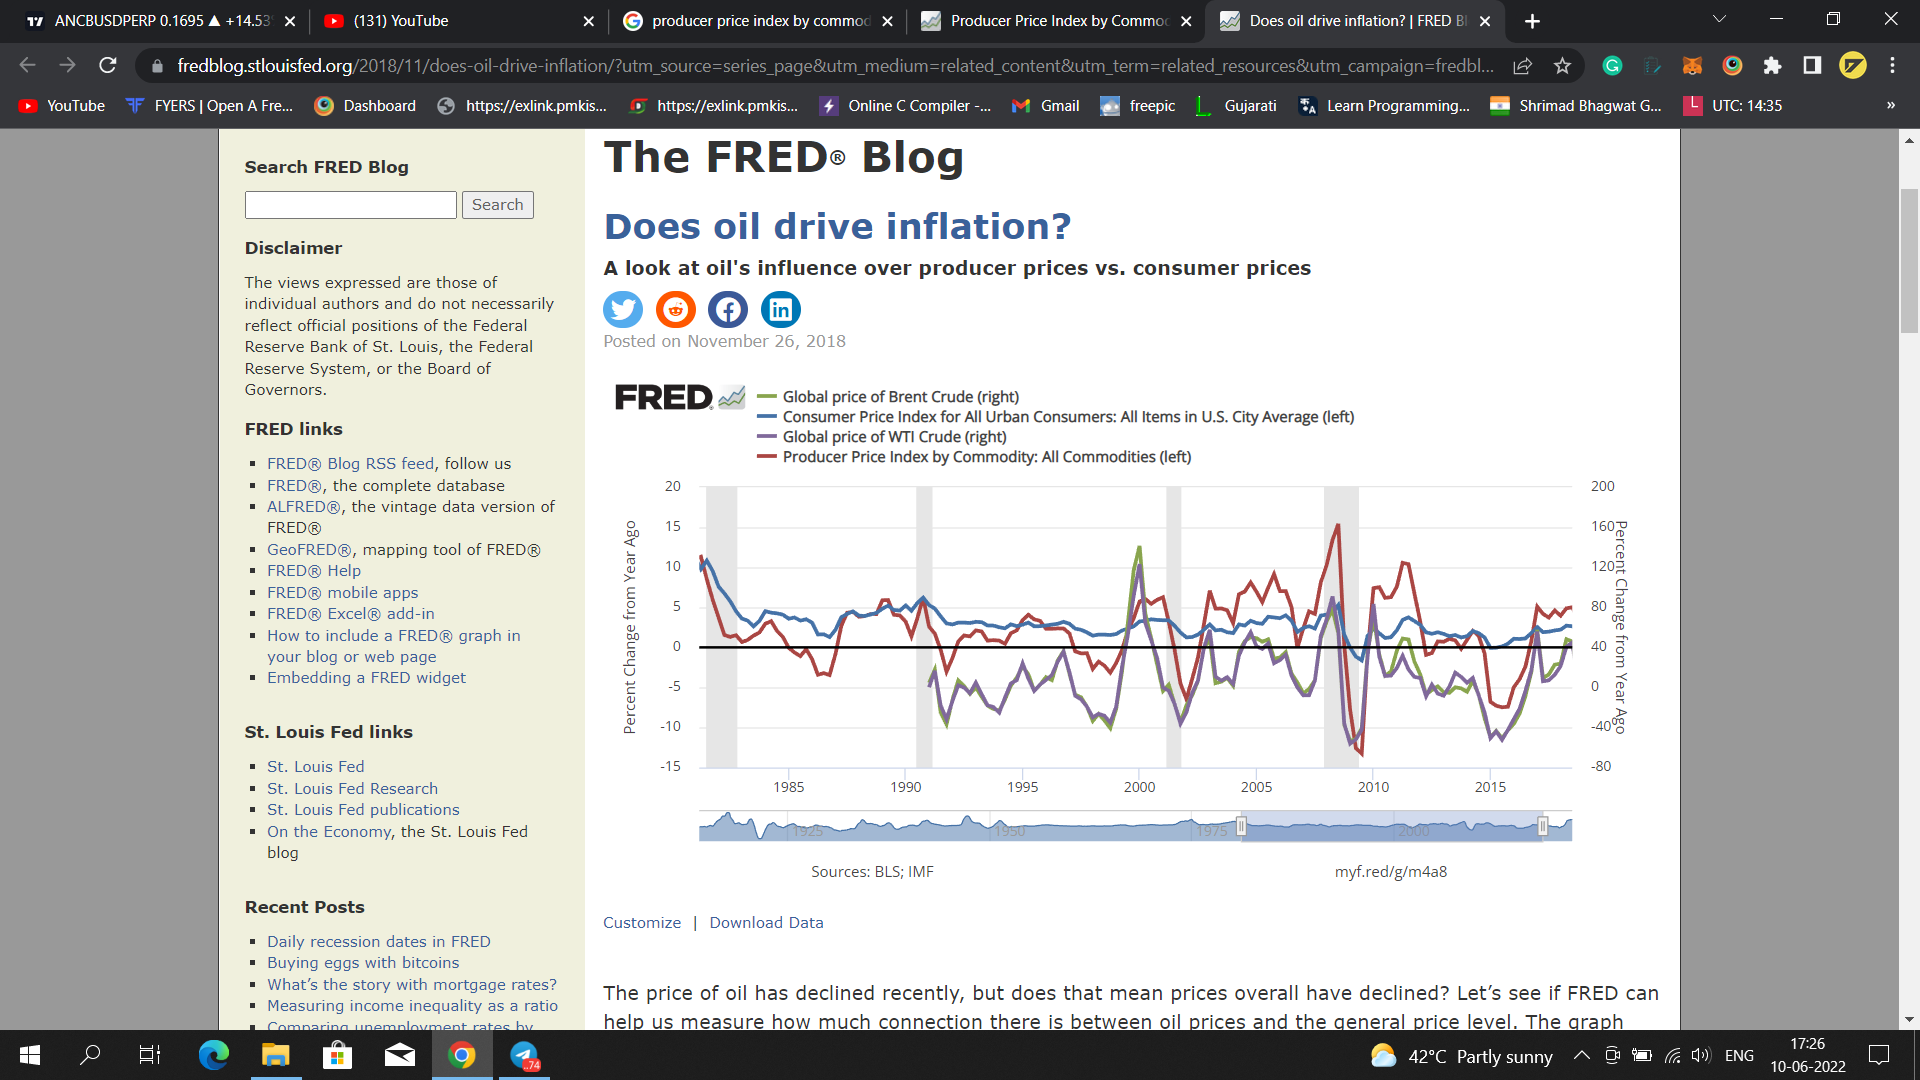 ANCBUSDPERP 0.1695 ▲ +14.53
(131) YouTube
producer price index by commod
Producer Price Index by Commod
Does oil drive inflation? | FRED Bl
fredblog.stlouisfed.org/2018/11/does-oil-drive-inflation/?utm_source=series_page&utm_medium=related_content&utm_term=related_resources&utm_campaign=fredbl...
YouTube
FYERS | Open A Fre...
Dashboard
https://exlink.pmkis...
https://exlink.pmkis...
Online C Compiler -...
Gmail
freepic
Gujarati
Learn Programming...
Shrimad Bhagwat G...
UTC: 14:35
»
Search FRED Blog
Search
Disclaimer
The views expressed are those of
individual authors and do not necessarily
reflect official positions of the Federal
Reserve Bank of St. Louis, the Federal
Reserve System, or the Board of
Governors.
FRED links
FRED® Blog RSS feed, follow us
FRED®, the complete database
ALFRED®, the vintage data version of
FRED®
GeoFRED®, mapping tool of FRED®
FRED® Help
FRED® mobile apps
FRED® Excel® add-in
How to include a FRED® graph in
your blog or web page
Embedding a FRED widget
St. Louis Fed links
St. Louis Fed
St. Louis Fed Research
St. Louis Fed publications
On the Economy, the St. Louis Fed
blog
Recent Posts
Daily recession dates in FRED
Buying eggs with bitcoins
What's the story with mortgage rates?
Measuring income inequality as a ratio
Comparing unemployment rates by
The FRED® Blog
Does oil drive inflation?
A look at oil's influence over producer prices vs. consumer prices
Posted on November 26, 2018
FRED
Global price of Brent Crude (right)
Consumer Price Index for All Urban Consumers: All Items in U.S. City Average (left)
Global price of WTI Crude (right)
Producer Price Index by Commodity: All Commodities (left)
Percent Change from Year Ago
20
15
10
5
0
-5
-10
-15
200
160
120
80
40
0
-40
-80
Percent Change from Year Ago
1985
1990
1995
2000
2005
2010
2015
1925
1950
1975
2000
Sources: BLS; IMF
myf.red/g/m4a8
Customize | Download Data
The price of oil has declined recently, but does that mean prices overall have declined? Let's see if FRED can
help us measure how much connection there is between oil prices and the general price level. The graph
..74
42°C Partly sunny
ENG
17:26
10-06-2022